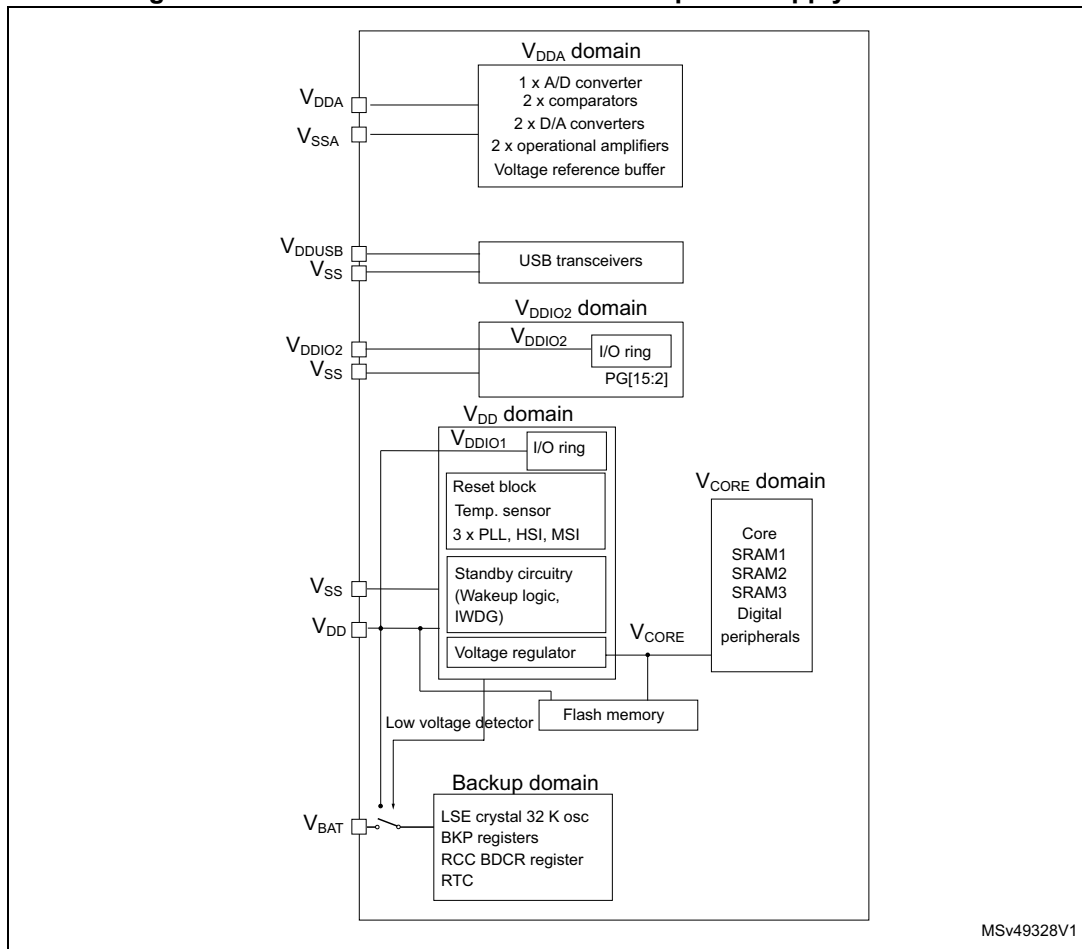 VDDA domain
1 x A/D converter
2 x comparators
2 x D/A converters
2 x operational amplifiers
Voltage reference buffer
VDDA
VSSA
VDDUSB
VSS
USB transceivers
VDDIO2 domain
VDDIO2
VSS
VDDIO2
I/O ring
PG[15:2]
VDD domain
VDDIO1
I/O ring
Reset block
Temp. sensor
3 x PLL, HSI, MSI
Standby circuitry
(Wakeup logic,
IWDG)
Voltage regulator
VSS
VDD
VCORE
VCORE domain
Core
SRAM1
SRAM2
SRAM3
Digital
peripherals
Flash memory
Low voltage detector
Backup domain
VBAT
LSE crystal 32 K osc
BKP registers
RCC BDCR register
RTC
MSv49328V1